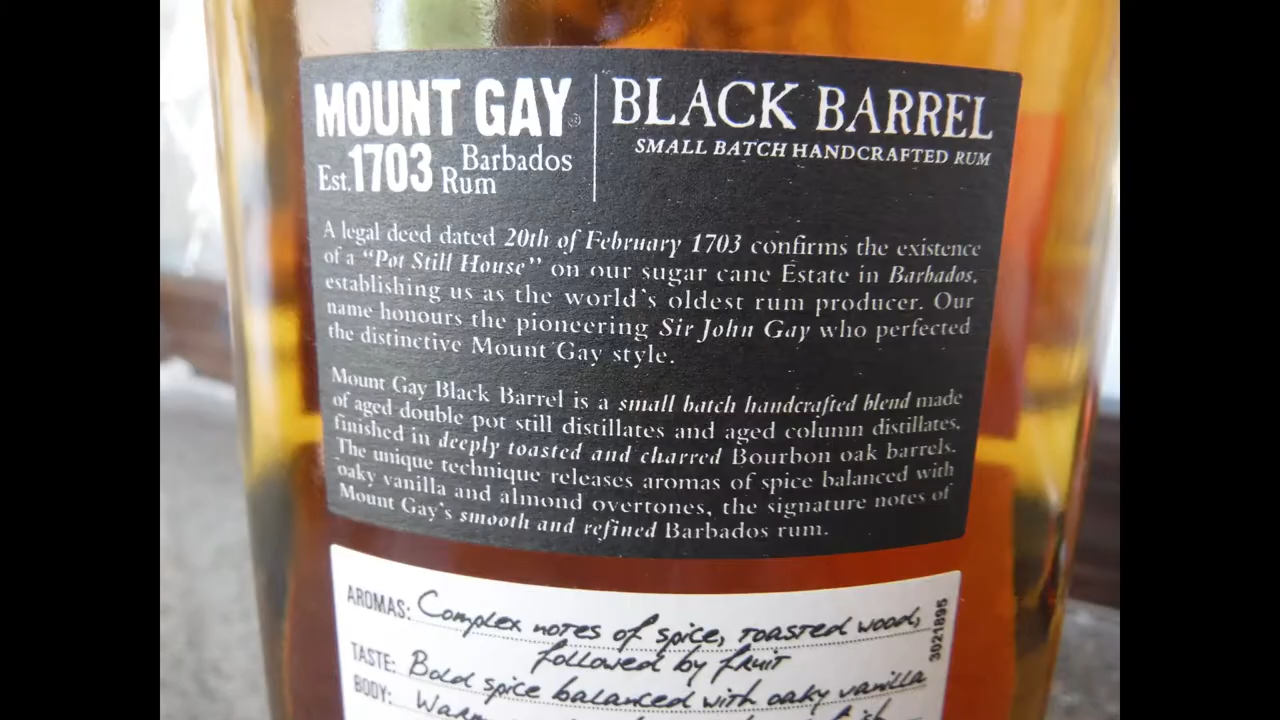 MOUNT GAY®
Est. 1703 Barbados Rum
BLACK BARREL
SMALL BATCH HANDCRAFTED RUM
A legal deed dated 20th of February 1703 confirms the existence
of a “Pot Still House” on our sugar cane Estate in Barbados,
establishing us as the world's oldest rum producer. Our
name honours the pioneering Sir John Gay who perfected
the distinctive Mount Gay style.
Mount Gay Black Barrel is a small batch handcrafted blend made
of aged double pot still distillates and aged column distillates,
finished in deeply toasted and charred Bourbon oak barrels.
The unique technique releases aromas of spice balanced with
oaky vanilla and almond overtones, the signature notes of
Mount Gay's smooth and refined Barbados rum.
AROMAS: Complex notes of spice, toasted wood,
followed by fruit
TASTE: Bold spice balanced with oaky vanilla
BODY:
3021895